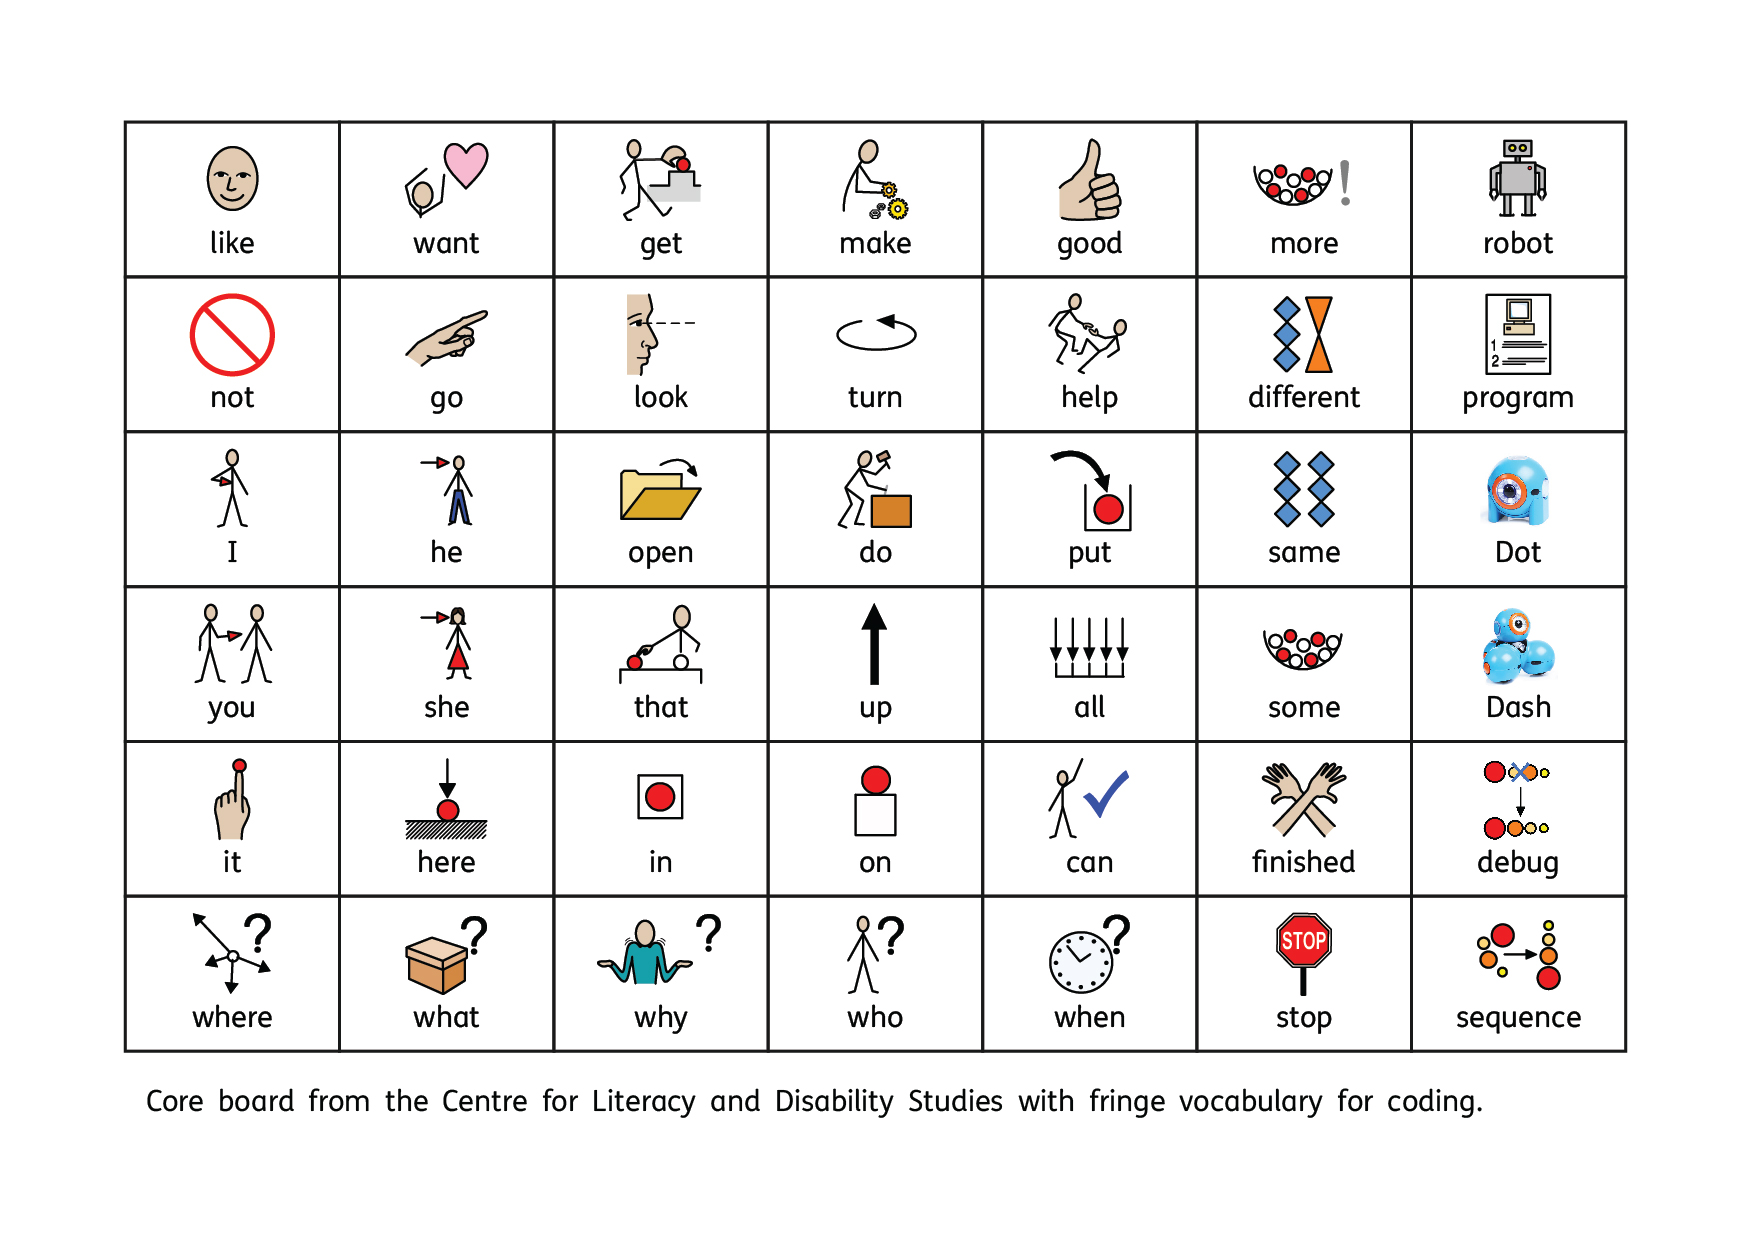 like want get make good more robot
not go look turn help different program
I he open do put same Dot
you she that up all some Dash
1
2
it here in on can finished debug
? ? ? ? ? STOP
where what why who when stop sequence
Core board from the Centre for Literacy and Disability Studies with fringe vocabulary for coding.